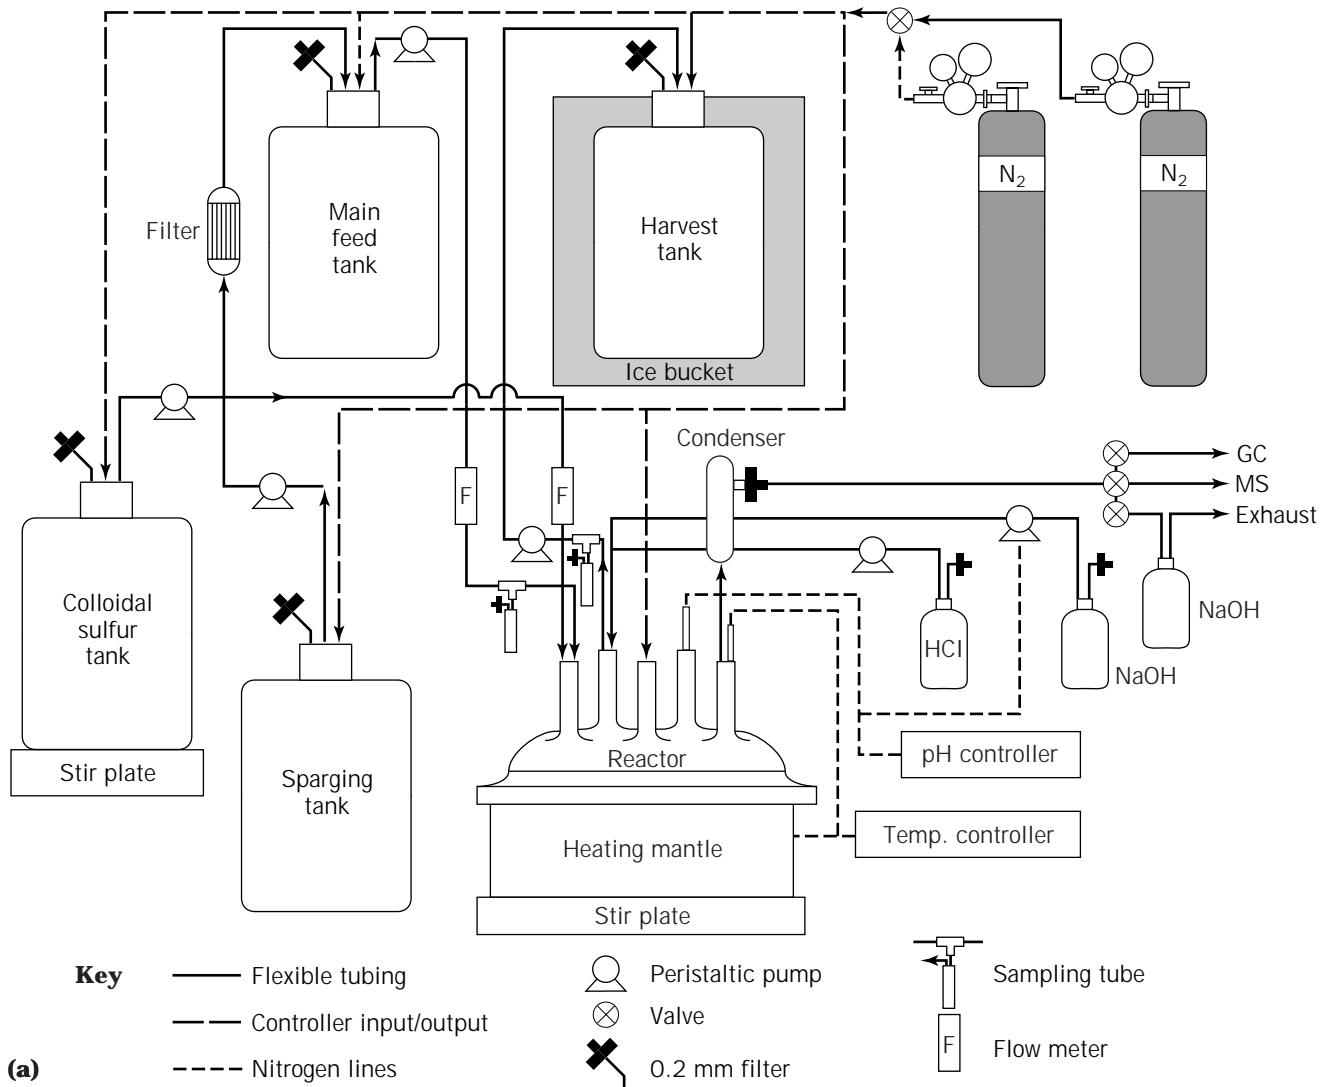 N2
N2
Filter
Main
feed
tank
Harvest
tank
Ice bucket
Condenser
GC
MS
Exhaust
F
F
Colloidal
sulfur
tank
Stir plate
Sparging
tank
HCl
NaOH
NaOH
Reactor
pH controller
Heating mantle
Temp. controller
Stir plate
Key
Flexible tubing
Controller input/output
Nitrogen lines
Peristaltic pump
Valve
0.2 mm filter
Sampling tube
F
Flow meter
(a)